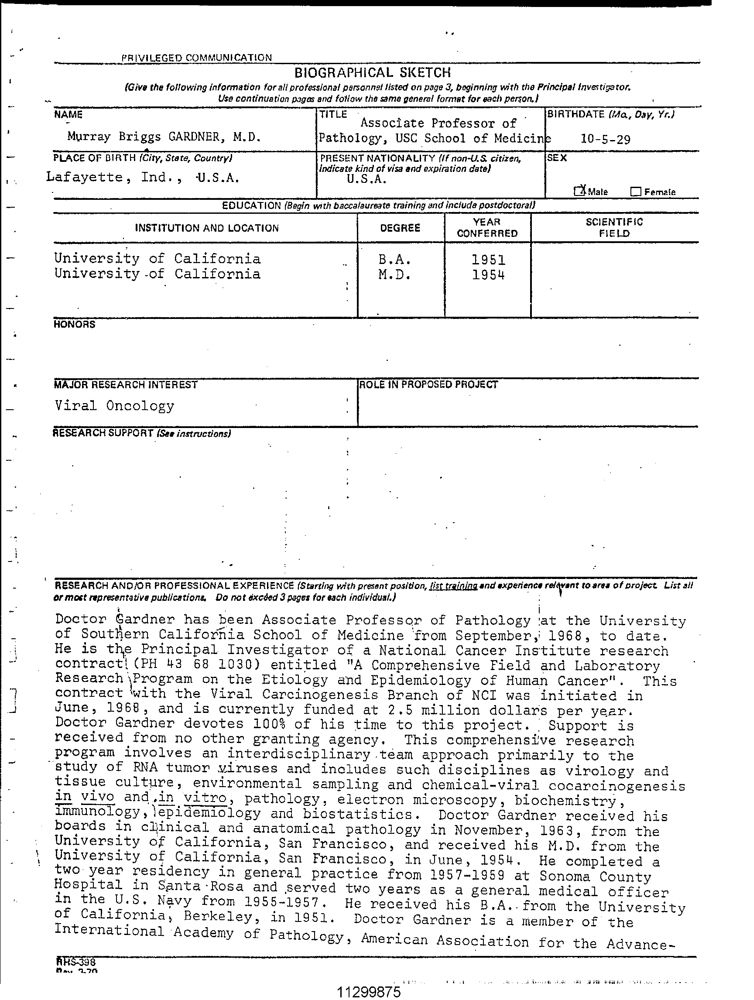 PRIVILEGED COMMUNICATION
BIOGRAPHICAL SKETCH
(Give the following information for all professional personnel listed on page 3, beginning with the Principal Investigator.
Use continuation pages and follow the same general format for each person.)
NAME
Murray Briggs GARDNER, M.D.
TITLE
Associate Professor of
Pathology, USC School of Medicine
BIRTHDATE (Mo., Day, Yr.)
10-5-29
PLACE OF BIRTH (City, State, Country)
Lafayette, Ind., U.S.A.
PRESENT NATIONALITY (If non-U.S. citizen,
indicate kind of visa and expiration date)
U.S.A.
SEX
X Male Female
EDUCATION (Begin with baccalaureate training and include postdoctoral)
INSTITUTION AND LOCATION
DEGREE
YEAR
CONFERRED
SCIENTIFIC
FIELD
University of California B.A. 1951
University of California M.D. 1954
HONORS
MAJOR RESEARCH INTEREST
Viral Oncology
ROLE IN PROPOSED PROJECT
RESEARCH SUPPORT (See instructions)
RESEARCH AND/OR PROFESSIONAL EXPERIENCE (Starting with present position, list training and experience relevant to area of project. List all
or most representative publications. Do not exceed 3 pages for each individual.)
Doctor Gardner has been Associate Professor of Pathology at the University
of Southern California School of Medicine from September, 1968, to date.
He is the Principal Investigator of a National Cancer Institute research
contract (PH 43 68 1030) entitled "A Comprehensive Field and Laboratory
Research Program on the Etiology and Epidemiology of Human Cancer". This
contract with the Viral Carcinogenesis Branch of NCI was initiated in
June, 1968, and is currently funded at 2.5 million dollars per year.
Doctor Gardner devotes 100% of his time to this project. Support is
received from no other granting agency. This comprehensive research
program involves an interdisciplinary team approach primarily to the
study of RNA tumor viruses and includes such disciplines as virology and
tissue culture, environmental sampling and chemical-viral cocarcinogenesis
in vivo and in vitro, pathology, electron microscopy, biochemistry,
immunology, epidemiology and biostatistics. Doctor Gardner received his
boards in clinical and anatomical pathology in November, 1963, from the
University of California, San Francisco, and received his M.D. from the
University of California, San Francisco, in June, 1954. He completed a
two year residency in general practice from 1957-1959 at Sonoma County
Hospital in Santa Rosa and served two years as a general medical officer
in the U.S. Navy from 1955-1957. He received his B.A. from the University
of California, Berkeley, in 1951. Doctor Gardner is a member of the
International Academy of Pathology, American Association for the Advance-
RHS-398
Rev. 3-70
11299875